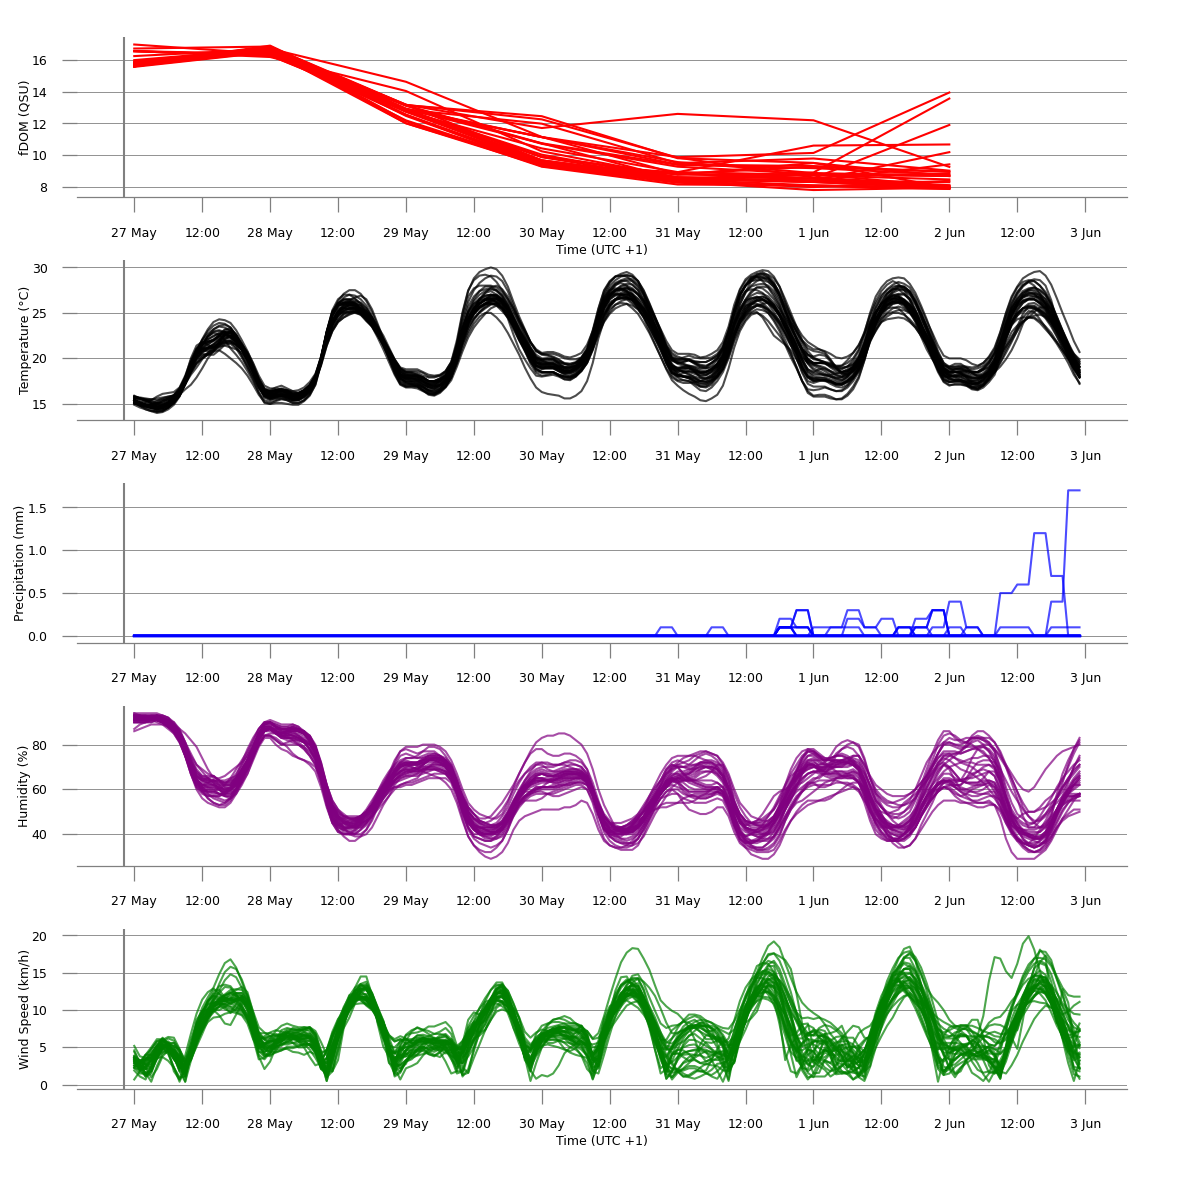 fDOM (QSU)
16
14
12
10
8
27 May 12:00 28 May 12:00 29 May 12:00 30 May 12:00 31 May 12:00 1 Jun 12:00 2 Jun 12:00 3 Jun
Time (UTC +1)
Temperature (°C)
30
25
20
15
27 May 12:00 28 May 12:00 29 May 12:00 30 May 12:00 31 May 12:00 1 Jun 12:00 2 Jun 12:00 3 Jun
Precipitation (mm)
1.5
1.0
0.5
0.0
27 May 12:00 28 May 12:00 29 May 12:00 30 May 12:00 31 May 12:00 1 Jun 12:00 2 Jun 12:00 3 Jun
Humidity (%)
80
60
40
27 May 12:00 28 May 12:00 29 May 12:00 30 May 12:00 31 May 12:00 1 Jun 12:00 2 Jun 12:00 3 Jun
Wind Speed (km/h)
20
15
10
5
0
27 May 12:00 28 May 12:00 29 May 12:00 30 May 12:00 31 May 12:00 1 Jun 12:00 2 Jun 12:00 3 Jun
Time (UTC +1)